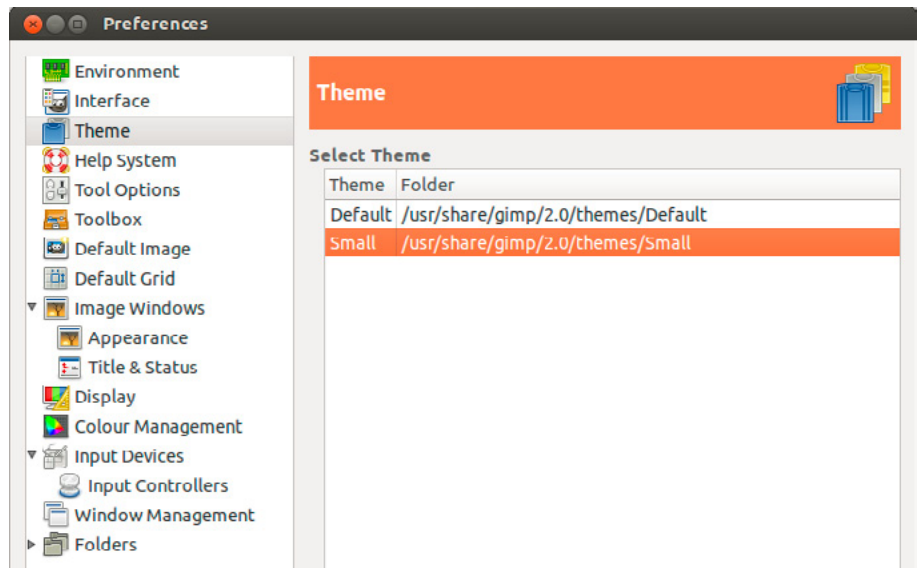 Preferences
Environment
Interface
Theme
Help System
Tool Options
Toolbox
Default Image
Default Grid
Image Windows
Appearance
Title & Status
Display
Colour Management
Input Devices
Input Controllers
Window Management
Folders
Theme
Select Theme
Theme Folder
Default /usr/share/gimp/2.0/themes/Default
Small /usr/share/gimp/2.0/themes/Small